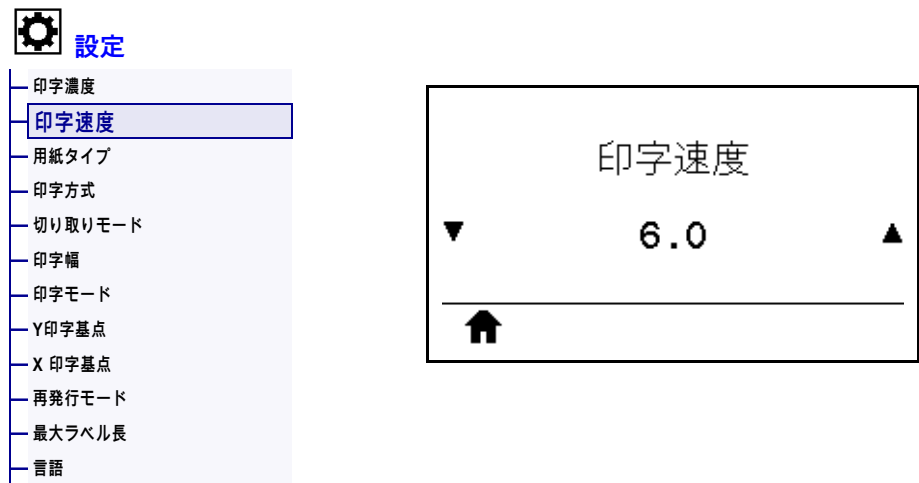 設定
印字濃度
印字速度
用紙タイプ
印字方式
切り取りモード
印字幅
印字モード
Y印字基点
X 印字基点
再発行モード
最大ラベル長
言語
印字速度
▼ 6.0 ▲